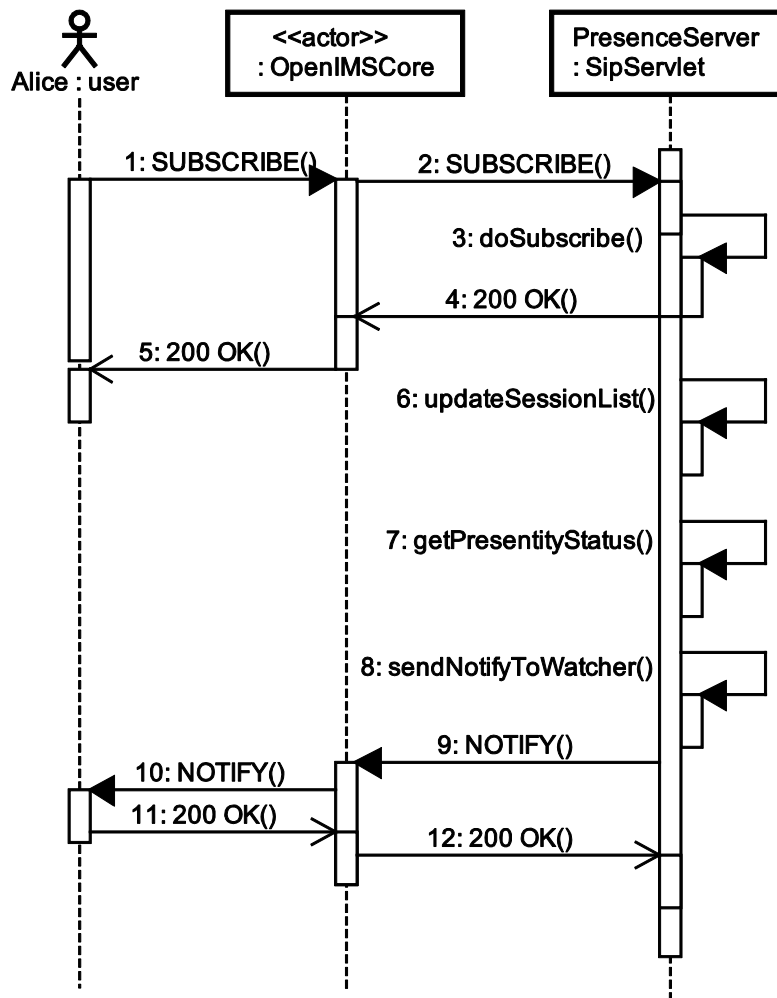 Alice : user
<<actor>>
: OpenIMSCore
PresenceServer
: SipServlet
1: SUBSCRIBE()
2: SUBSCRIBE()
3: doSubscribe()
4: 200 OK()
5: 200 OK()
6: updateSessionList()
7: getPresentityStatus()
8: sendNotifyToWatcher()
9: NOTIFY()
10: NOTIFY()
11: 200 OK()
12: 200 OK()